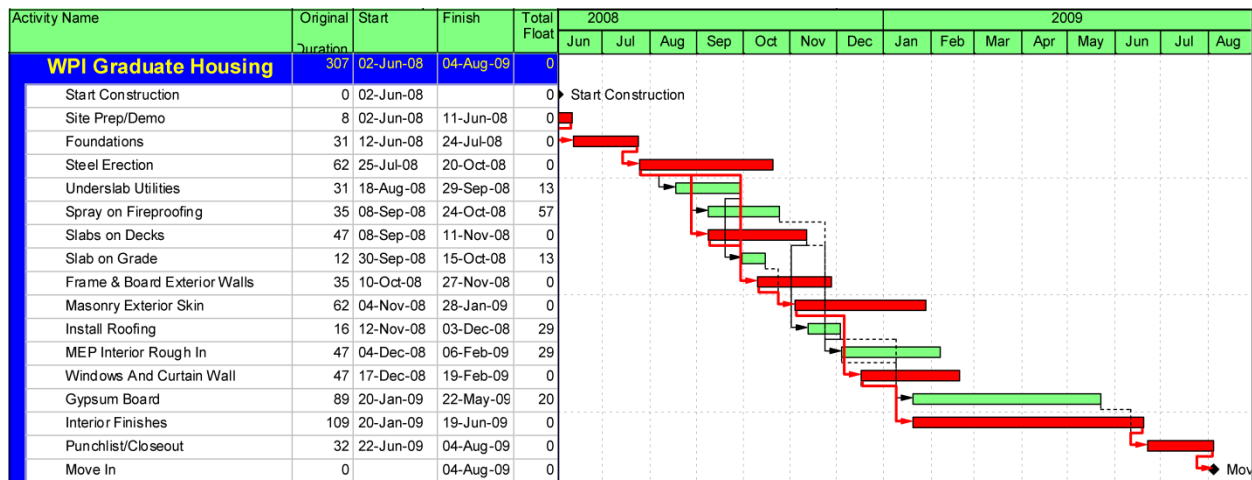 Activity Name Original Duration Start Finish Total Float 2008 2009
Jun Jul Aug Sep Oct Nov Dec Jan Feb Mar Apr May Jun Jul Aug
WPI Graduate Housing 307 02-Jun-08 04-Aug-09 0
Start Construction 0 02-Jun-08 0 Start Construction
Site Prep/Demo 8 02-Jun-08 11-Jun-08 0
Foundations 31 12-Jun-08 24-Jul-08 0
Steel Erection 62 25-Jul-08 20-Oct-08 0
Underslab Utilities 31 18-Aug-08 29-Sep-08 13
Spray on Fireproofing 35 08-Sep-08 24-Oct-08 57
Slabs on Decks 47 08-Sep-08 11-Nov-08 0
Slab on Grade 12 30-Sep-08 15-Oct-08 13
Frame & Board Exterior Walls 35 10-Oct-08 27-Nov-08 0
Masonry Exterior Skin 62 04-Nov-08 28-Jan-09 0
Install Roofing 16 12-Nov-08 03-Dec-08 29
MEP Interior Rough In 47 04-Dec-08 06-Feb-09 29
Windows And Curtain Wall 47 17-Dec-08 19-Feb-09 0
Gypsum Board 89 20-Jan-09 22-May-09 20
Interior Finishes 109 20-Jan-09 19-Jun-09 0
Punchlist/Closeout 32 22-Jun-09 04-Aug-09 0
Move In 0 04-Aug-09 0 Mov